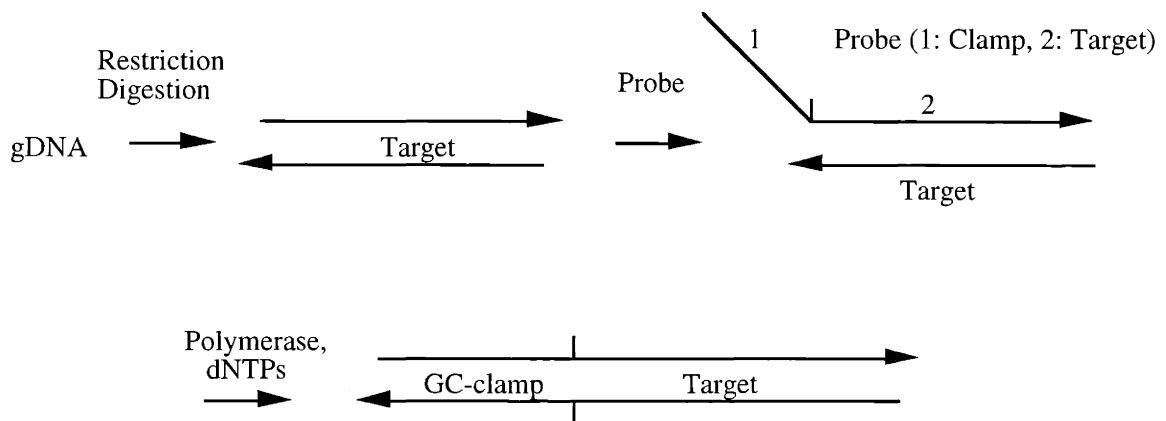 Restriction
Digestion
gDNA
Target
Probe
1
Probe (1: Clamp, 2: Target)
2
Target
Polymerase,
dNTPs
GC-clamp
Target